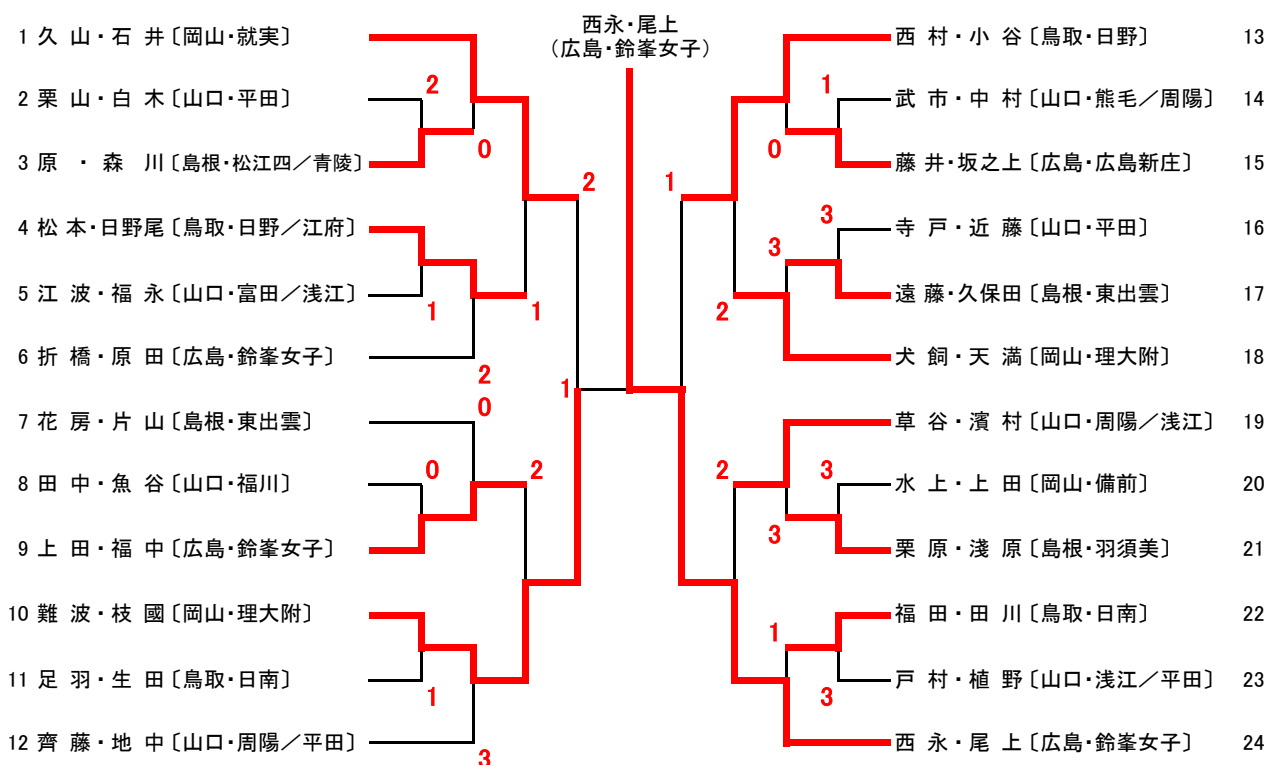 西永・尾上
（広島・鈴峯女子）
1 久 山・石 井〔岡山・就実〕
2
2 栗 山・白 木〔山口・平田〕
0
3 原 ・ 森 川〔島根・松江四／青陵〕
2
4 松 本・日野尾〔鳥取・日野／江府〕
5 江 波・福 永〔山口・富田／浅江〕
1
1
6 折 橋・原 田〔広島・鈴峯女子〕
2
1
0
7 花 房・片 山〔島根・東出雲〕
0
2
8 田 中・魚 谷〔山口・福川〕
9 上 田・福 中〔広島・鈴峯女子〕
10 難 波・枝 國〔岡山・理大附〕
11 足 羽・生 田〔鳥取・日南〕
1
12 齊 藤・地 中〔山口・周陽／平田〕
3
西 村・小 谷〔鳥取・日野〕 13
1
武 市・中 村〔山口・熊毛／周陽〕 14
0
藤 井・坂之上〔広島・広島新庄〕 15
1
3
寺 戸・近 藤〔山口・平田〕 16
3
遠 藤・久保田〔島根・東出雲〕 17
2
犬 飼・天 満〔岡山・理大附〕 18
草 谷・濱 村〔山口・周陽／浅江〕 19
2
3
水 上・上 田〔岡山・備前〕 20
3
栗 原・淺 原〔島根・羽須美〕 21
福 田・田 川〔鳥取・日南〕 22
1
戸 村・植 野〔山口・浅江／平田〕 23
3
西 永・尾 上〔広島・鈴峯女子〕 24